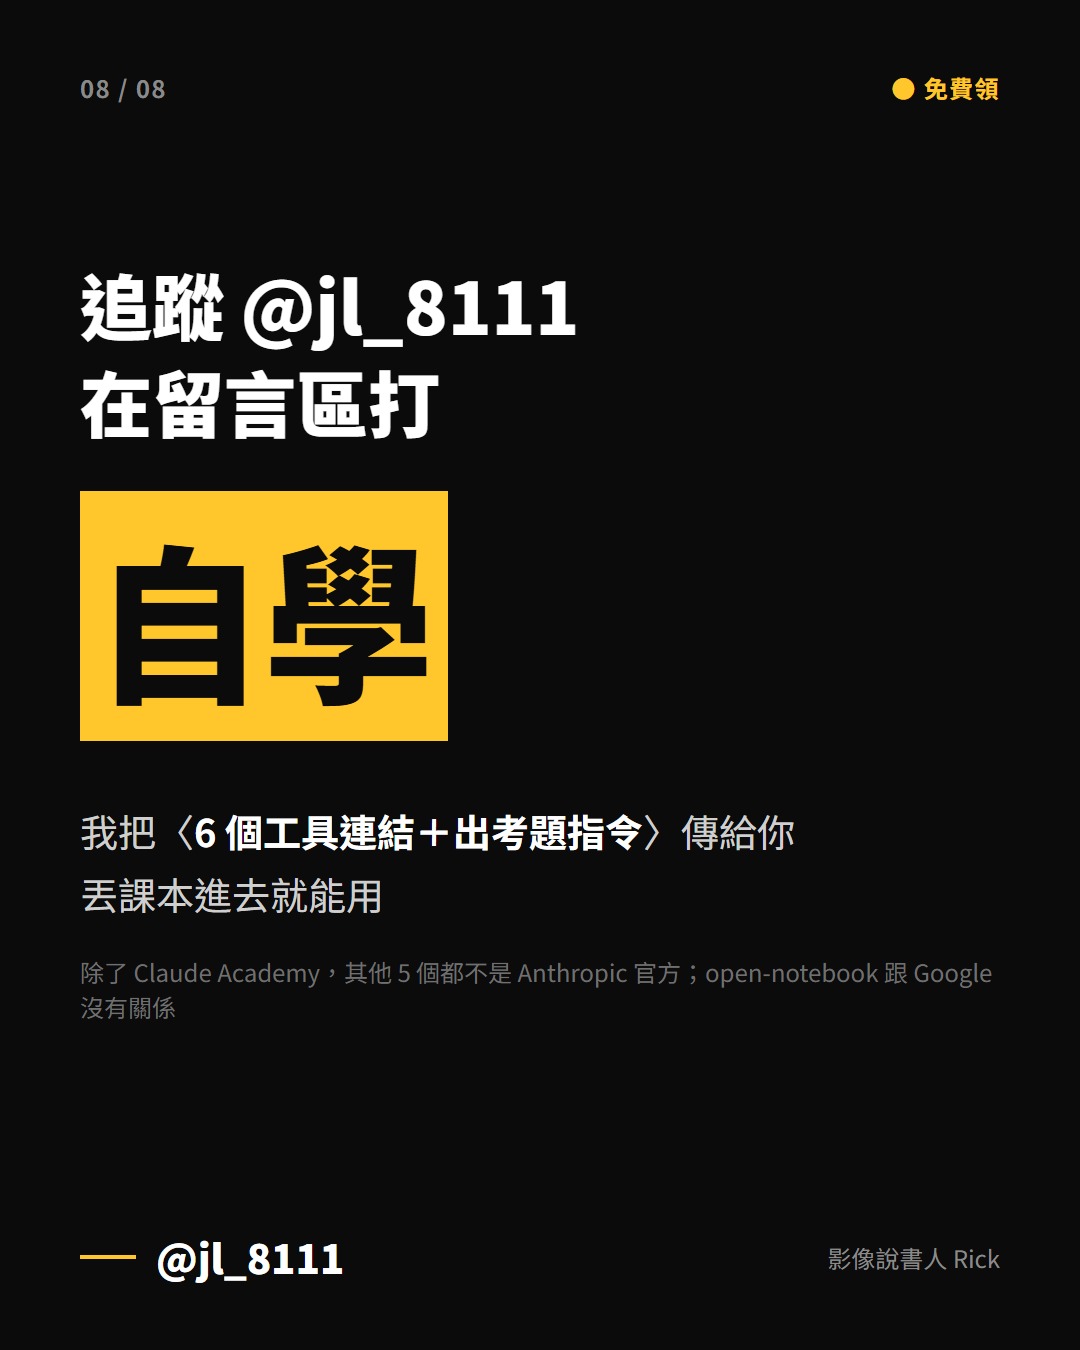 08 / 08
● 免費領
追蹤 @jl_8111
在留言區打
自學
我把〈6 個工具連結＋出考題指令〉傳給你
丟課本進去就能用
除了 Claude Academy，其他 5 個都不是 Anthropic 官方；open-notebook 跟 Google
沒有關係
@jl_8111
影像說書人 Rick